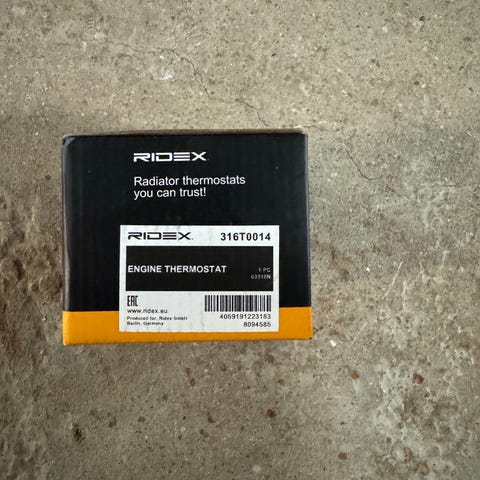 RIDEX
Radiator thermostats
you can trust!
RIDEX 316T0014
ENGINE THERMOSTAT 1 PC
EAC
www.ridex.eu
Produced for: Ridex GmbH
Berlin, Germany
4059191223183
8094585